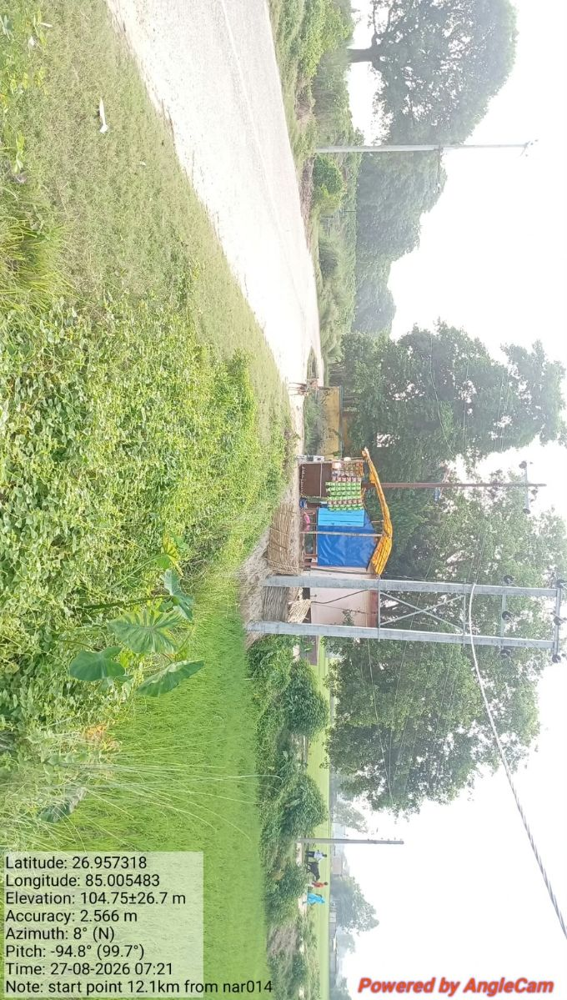 Latitude: 26.957318
Longitude: 85.005483
Elevation: 104.75±26.7 m
Accuracy: 2.566 m
Azimuth: 8° (N)
Pitch: -94.8° (99.7°)
Time: 27-08-2026 07:21
Note: start point 12.1km from nar014
Powered by AngleCam